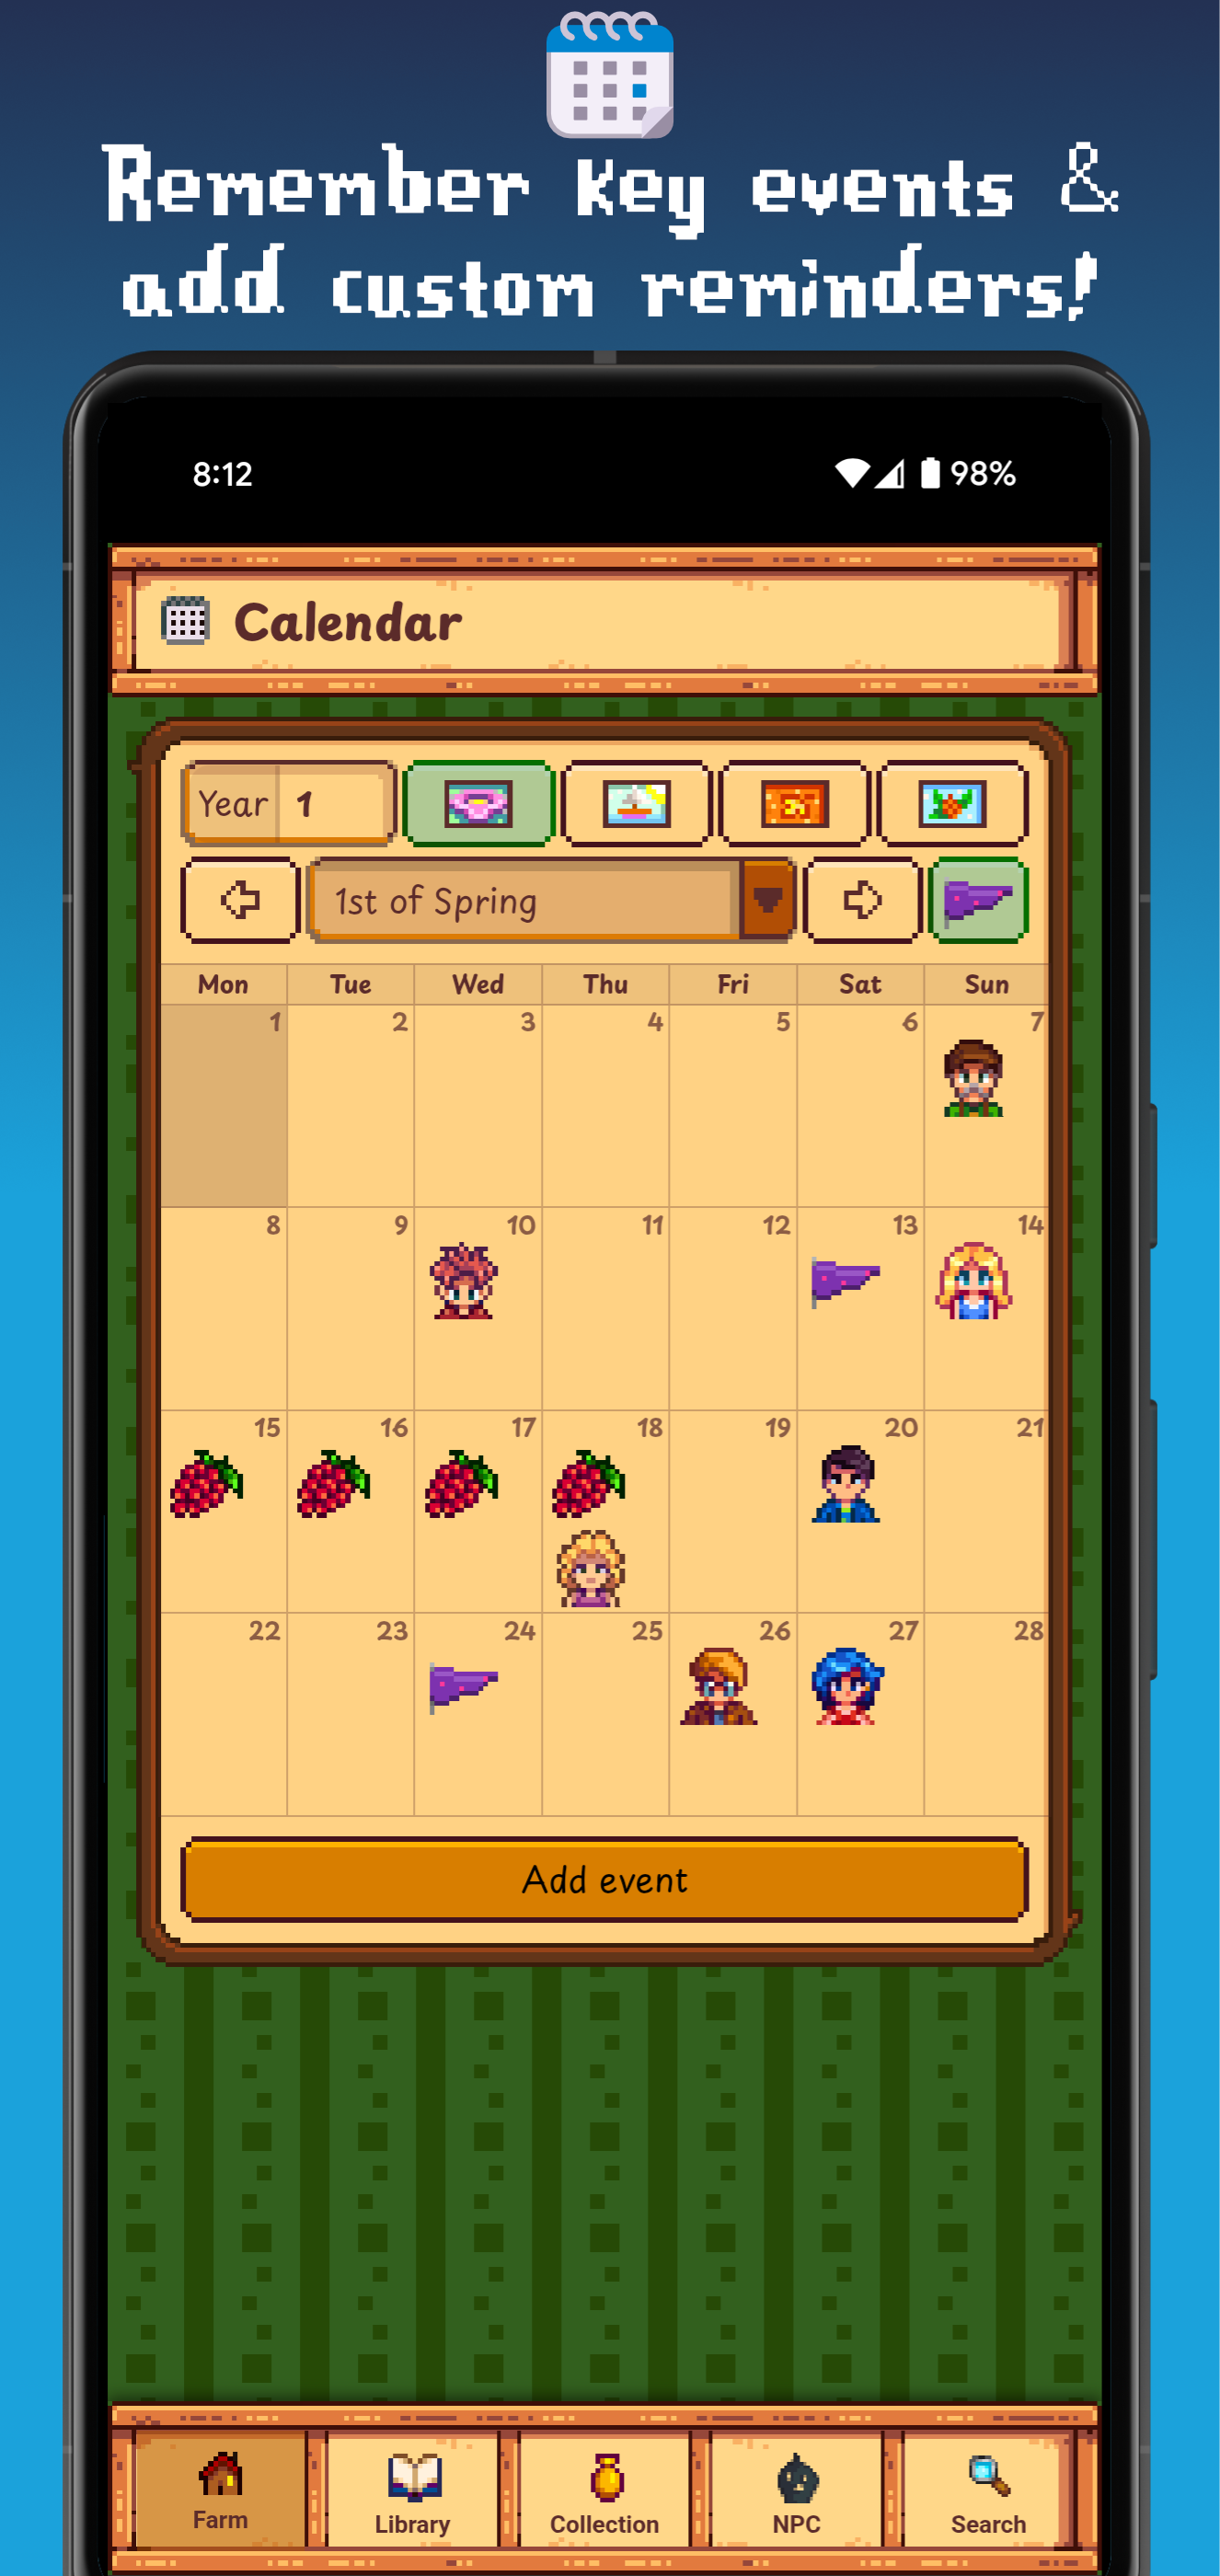 Remember key events &
add custom reminders!
8:12 98%
Calendar
Year 1
1st of Spring
Mon Tue Wed Thu Fri Sat Sun
1 2 3 4 5 6 7
8 9 10 11 12 13 14
15 16 17 18 19 20 21
22 23 24 25 26 27 28
Add event
Farm Library Collection NPC Search